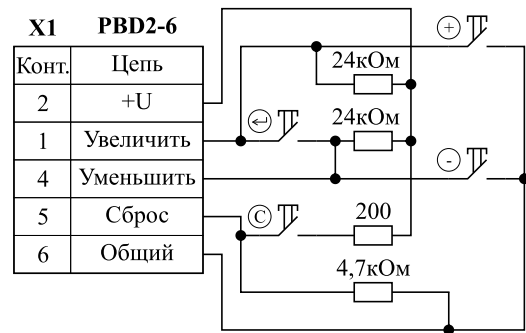 X1 PBD2-6
Конт. Цепь
2 +U
1 Увеличить
4 Уменьшить
5 Сброс
6 Общий
+
24кОм
24кОм
↵
-
C
200
4,7кОм